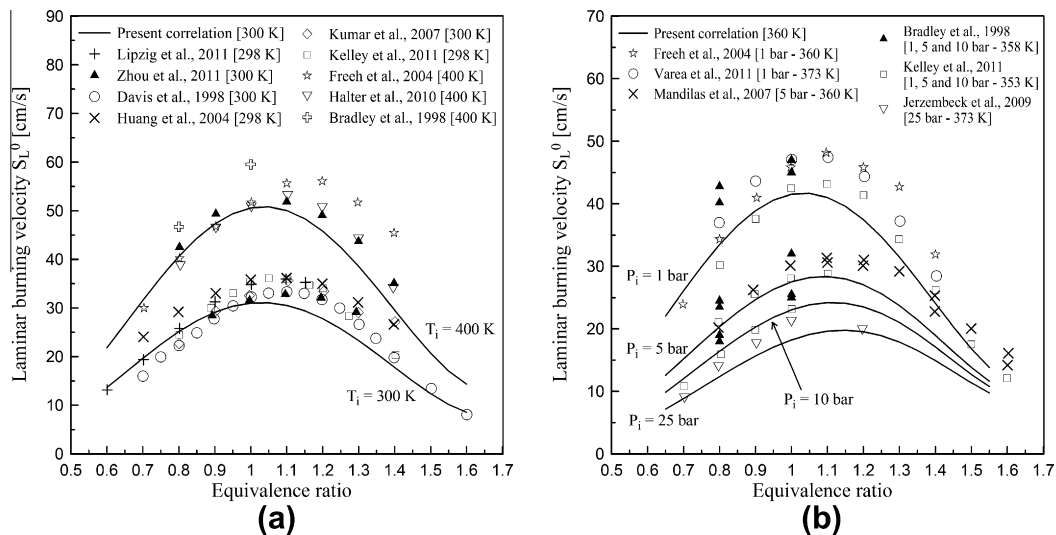 (a)
90
80
70
60
50
40
30
20
10
0
Laminar burning velocity S_L^0 [cm/s]
Present correlation [300 K]
Lipzig et al., 2011 [298 K]
Zhou et al., 2011 [300 K]
Davis et al., 1998 [300 K]
Huang et al., 2004 [298 K]
Kumar et al., 2007 [300 K]
Kelley et al., 2011 [298 K]
Freeh et al., 2004 [400 K]
Halter et al., 2010 [400 K]
Bradley et al., 1998 [400 K]
T_i = 400 K
T_i = 300 K
0.5 0.6 0.7 0.8 0.9 1.0 1.1 1.2 1.3 1.4 1.5 1.6 1.7
Equivalence ratio
(a)
(b)
70
60
50
40
30
20
10
0
Laminar burning velocity S_L^0 [cm/s]
Present correlation [360 K]
Freeh et al., 2004 [1 bar - 360 K]
Varea et al., 2011 [1 bar - 373 K]
Mandilas et al., 2007 [5 bar - 360 K]
Bradley et al., 1998
[1, 5 and 10 bar - 358 K]
Kelley et al., 2011
[1, 5 and 10 bar - 353 K]
Jerzembeck et al., 2009
[25 bar - 373 K]
P_i = 1 bar
P_i = 5 bar
P_i = 10 bar
P_i = 25 bar
0.5 0.6 0.7 0.8 0.9 1 1.1 1.2 1.3 1.4 1.5 1.6 1.7
Equivalence ratio
(b)